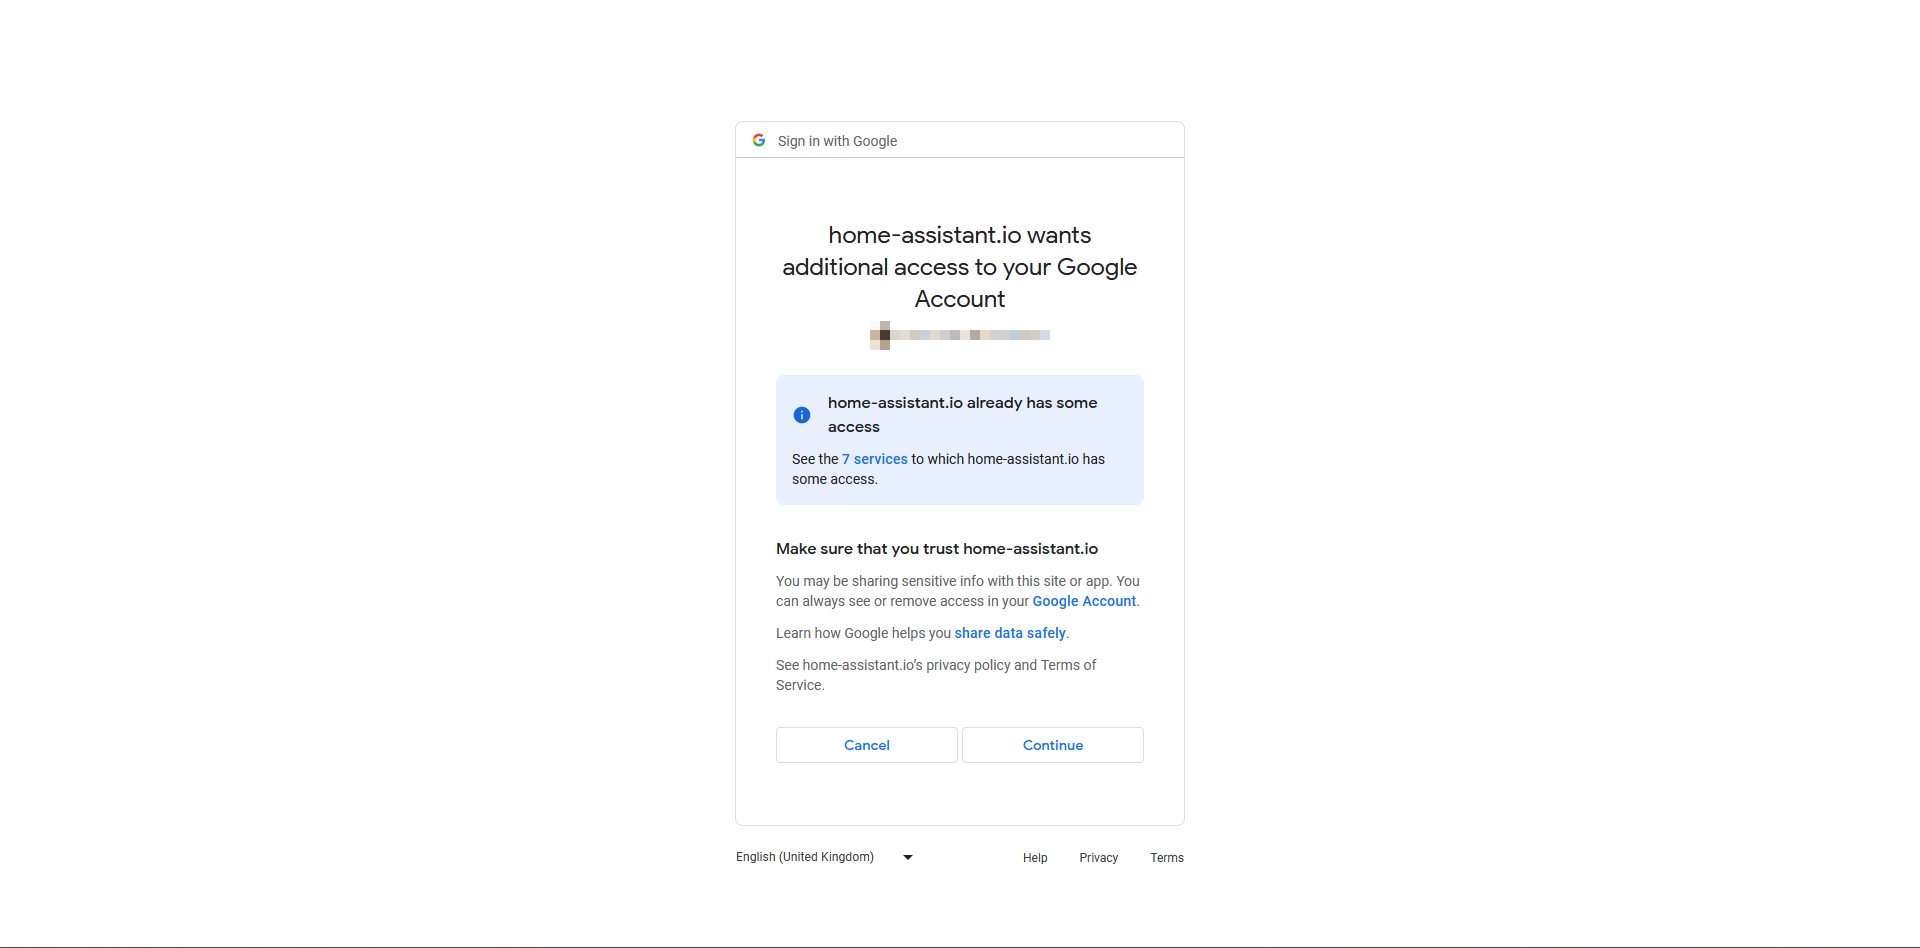 Sign in with Google
home-assistant.io wants
additional access to your Google
Account
home-assistant.io already has some
access
See the 7 services to which home-assistant.io has
some access.
Make sure that you trust home-assistant.io
You may be sharing sensitive info with this site or app. You
can always see or remove access in your Google Account.
Learn how Google helps you share data safely.
See home-assistant.io’s privacy policy and Terms of
Service.
Cancel Continue
English (United Kingdom) Help Privacy Terms